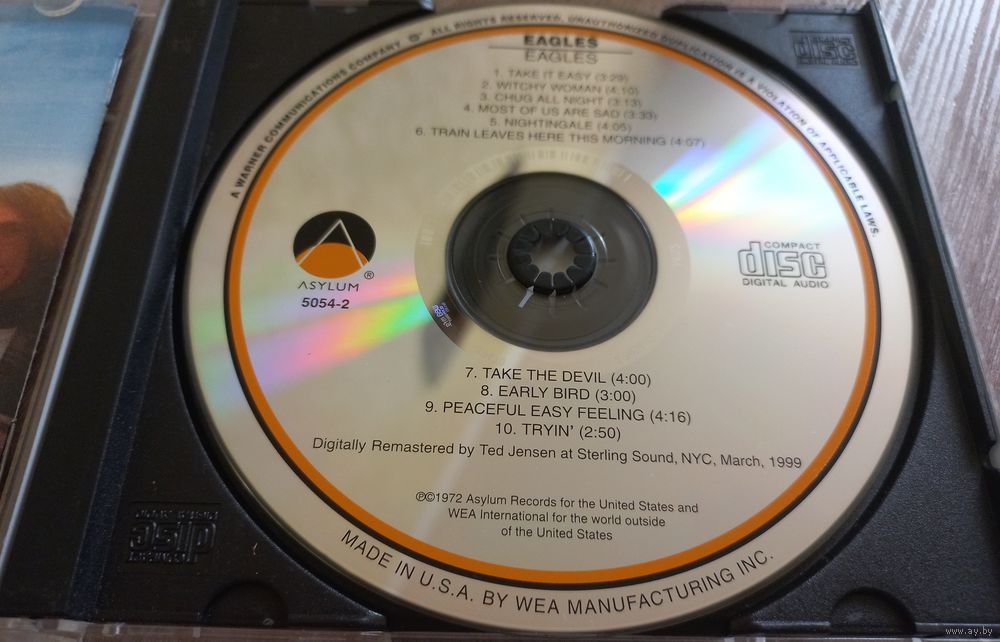 A WARNER COMMUNICATIONS COMPANY ℗ ALL RIGHTS RESERVED. UNAUTHORIZED DUPLICATION IS A VIOLATION OF APPLICABLE LAWS.
EAGLES
EAGLES
1. TAKE IT EASY (3:29)
2. WITCHY WOMAN (4:10)
3. CHUG ALL NIGHT (3:13)
4. MOST OF US ARE SAD (3:33)
5. NIGHTINGALE (4:05)
6. TRAIN LEAVES HERE THIS MORNING (4:07)
ASYLUM ®
5054-2
COMPACT
disc
DIGITAL AUDIO
7. TAKE THE DEVIL (4:00)
8. EARLY BIRD (3:00)
9. PEACEFUL EASY FEELING (4:16)
10. TRYIN' (2:50)
Digitally Remastered by Ted Jensen at Sterling Sound, NYC, March, 1999
℗©1972 Asylum Records for the United States and
WEA International for the world outside
of the United States
MADE IN U.S.A. BY WEA MANUFACTURING INC.
COMPACT
disc
DIGITAL AUDIO
www.ay.by